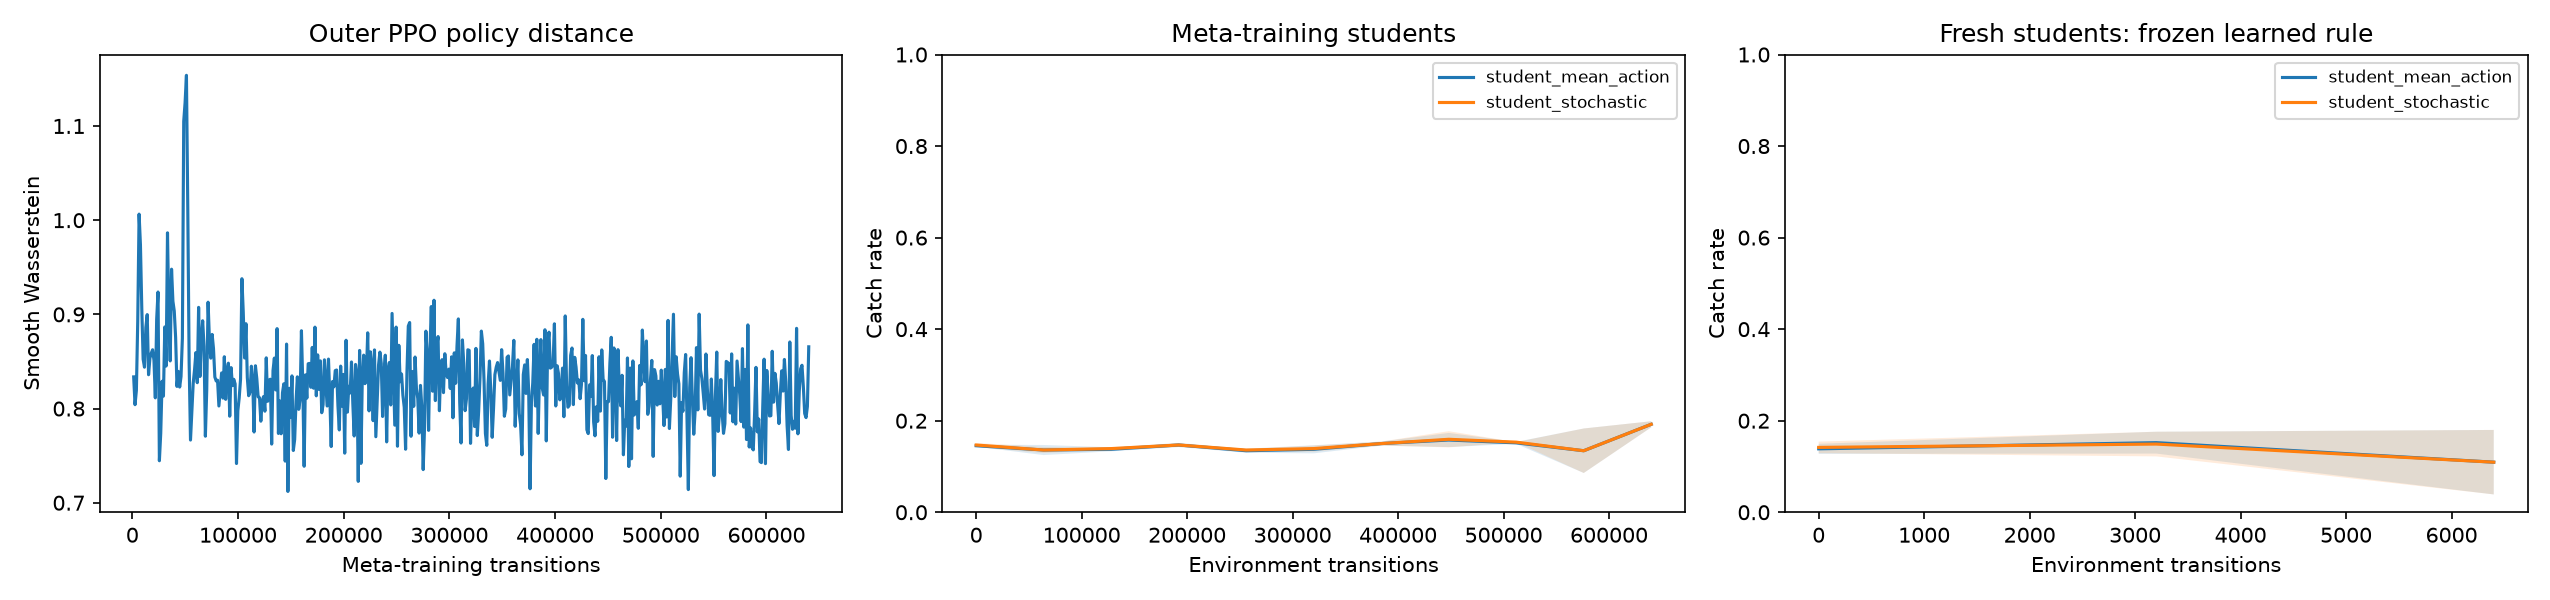 Outer PPO policy distance
Smooth Wasserstein
1.1
1.0
0.9
0.8
0.7
0 100000 200000 300000 400000 500000 600000
Meta-training transitions
Meta-training students
student_mean_action
student_stochastic
Catch rate
1.0
0.8
0.6
0.4
0.2
0.0
0 100000 200000 300000 400000 500000 600000
Environment transitions
Fresh students: frozen learned rule
student_mean_action
student_stochastic
Catch rate
1.0
0.8
0.6
0.4
0.2
0.0
0 1000 2000 3000 4000 5000 6000
Environment transitions